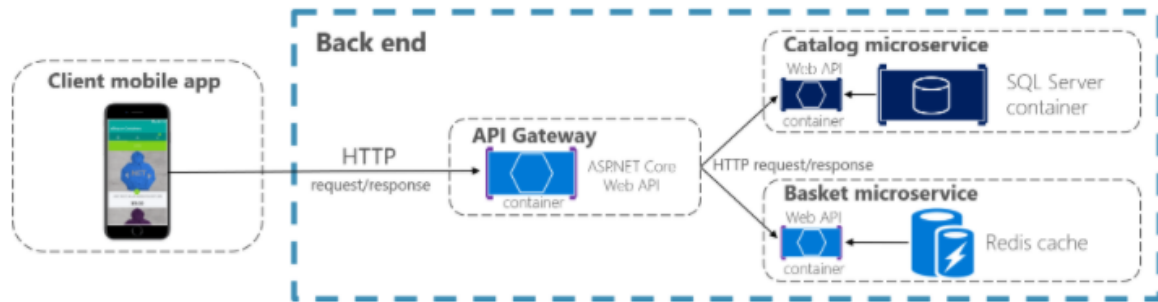 Back end
Client mobile app
HTTP
request/response
API Gateway
ASP.NET Core
Web API
container
HTTP request/response
Catalog microservice
Web API
container
SQL Server
container
Basket microservice
Web API
container
Redis cache